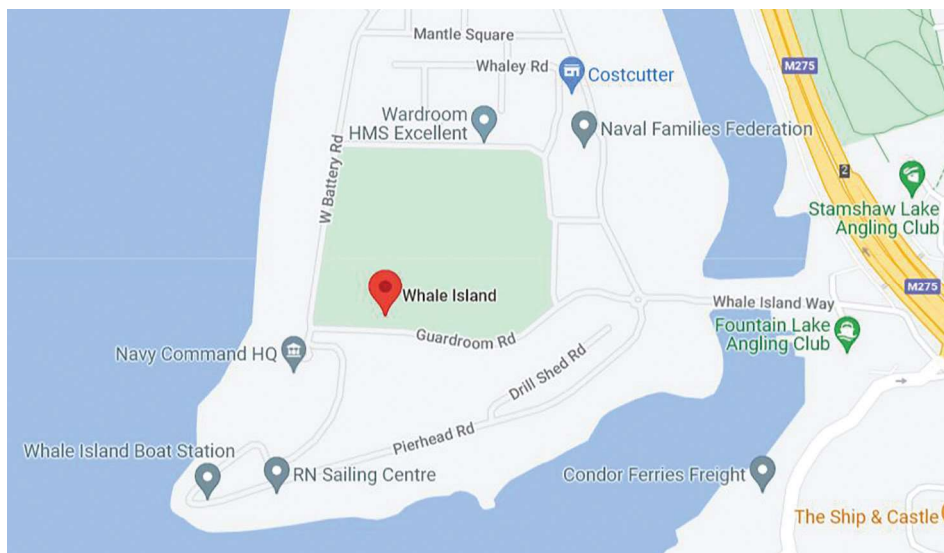 Mantle Square
M275
Whaley Rd
Costcutter
Wardroom
HMS Excellent
Naval Families Federation
2
W Battery Rd
Stamshaw Lake
Angling Club
M275
Whale Island
Whale Island Way
Guardroom Rd
Fountain Lake
Angling Club
Navy Command HQ
Drill Shed Rd
Pierhead Rd
Whale Island Boat Station
RN Sailing Centre
Condor Ferries Freight
The Ship & Castle